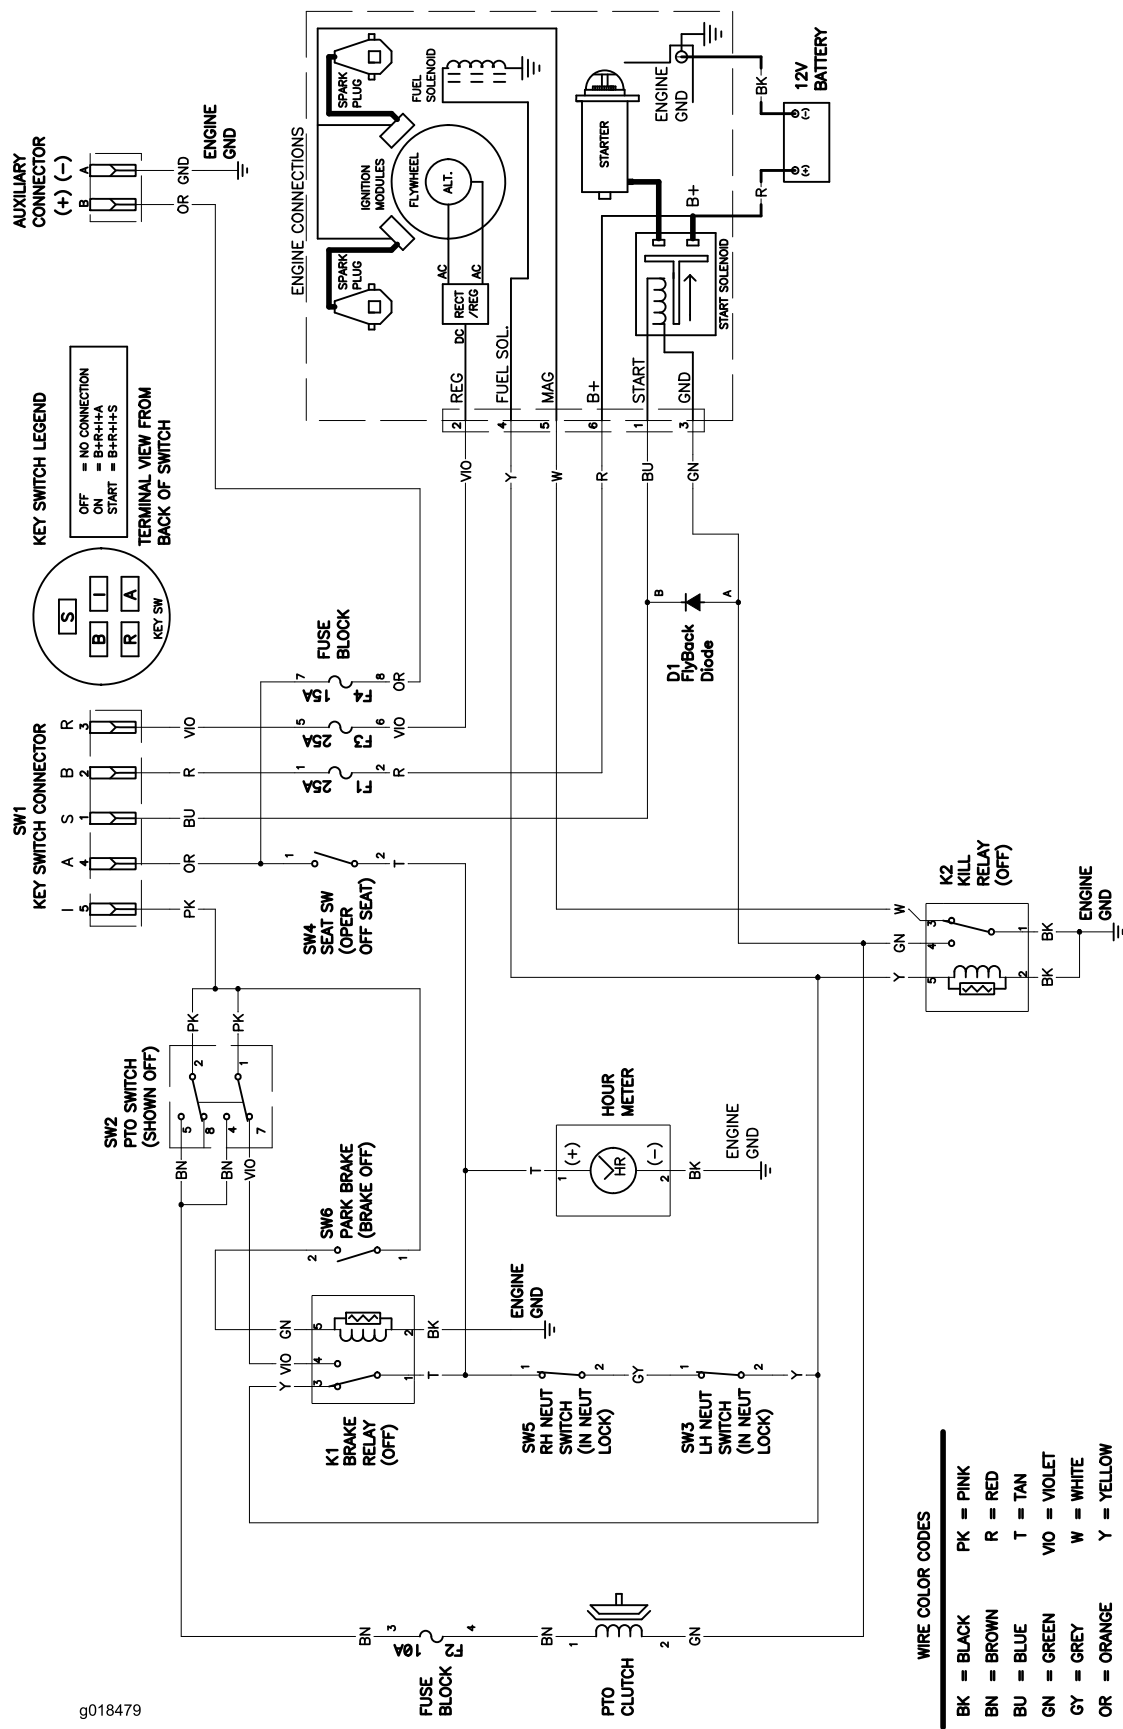 AUXILIARY
CONNECTOR
(+) (-)
B
A
OR
GND
ENGINE
GND
ENGINE CONNECTIONS
SPARK
PLUG
SPARK
PLUG
IGNITION
MODULES
FLYWHEEL
ALT.
FUEL
SOLENOID
AC
AC
RECT
/REG
DC
STARTER
ENGINE
GND
B+
START SOLENOID
BK
R
12V
BATTERY
(-)
(+)
REG
FUEL SOL.
MAG
B+
START
GND
2
4
5
6
1
3
VIO
Y
W
R
BU
GN
KEY SWITCH LEGEND
OFF = NO CONNECTION
ON = B+R+I+A
START = B+R+I+S
TERMINAL VIEW FROM
BACK OF SWITCH
S
B
I
R
A
KEY SW
SW1
KEY SWITCH CONNECTOR
I
A
S
B
R
5
4
1
2
3
PK
OR
BU
R
VIO
FUSE
BLOCK
7
15A
F4
8
OR
5
25A
F3
6
VIO
1
25A
F1
2
R
B
A
D1
FlyBack
Diode
1
2
T
SW4
SEAT SW
(OPER
OFF SEAT)
K2
KILL
RELAY
(OFF)
W
GN
Y
3
4
5
1
2
BK
BK
ENGINE
GND
SW2
PTO SWITCH
(SHOWN OFF)
PK
PK
2
1
5
8
4
7
BN
BN
VIO
SW6
PARK BRAKE
(BRAKE OFF)
2
1
HOUR
METER
T
1
(+)
HR
(-)
2
BK
ENGINE
GND
K1
BRAKE
RELAY
(OFF)
GN
VIO
Y
5
4
3
2
1
BK
T
ENGINE
GND
SW5
RH NEUT
SWITCH
(IN NEUT
LOCK)
1
2
GY
SW3
LH NEUT
SWITCH
(IN NEUT
LOCK)
1
2
Y
BN
3
10A
F2
4
FUSE
BLOCK
BN
1
2
GN
PTO
CLUTCH
WIRE COLOR CODES
BK = BLACK PK = PINK
BN = BROWN R = RED
BU = BLUE T = TAN
GN = GREEN VIO = VIOLET
GY = GREY W = WHITE
OR = ORANGE Y = YELLOW
g018479